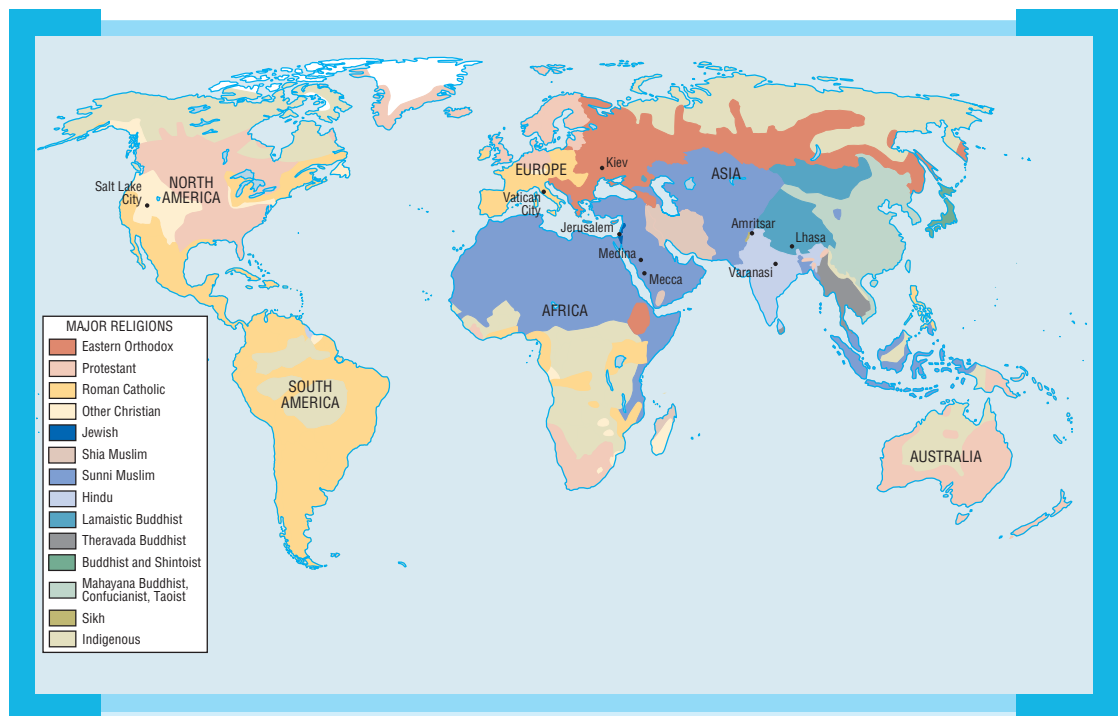 Salt Lake
City
NORTH
AMERICA
SOUTH
AMERICA
EUROPE
Kiev
Vatican
City
ASIA
Jerusalem
Medina
Mecca
Amritsar
Lhasa
Varanasi
AFRICA
AUSTRALIA
MAJOR RELIGIONS
Eastern Orthodox
Protestant
Roman Catholic
Other Christian
Jewish
Shia Muslim
Sunni Muslim
Hindu
Lamaistic Buddhist
Theravada Buddhist
Buddhist and Shintoist
Mahayana Buddhist,
Confucianist, Taoist
Sikh
Indigenous